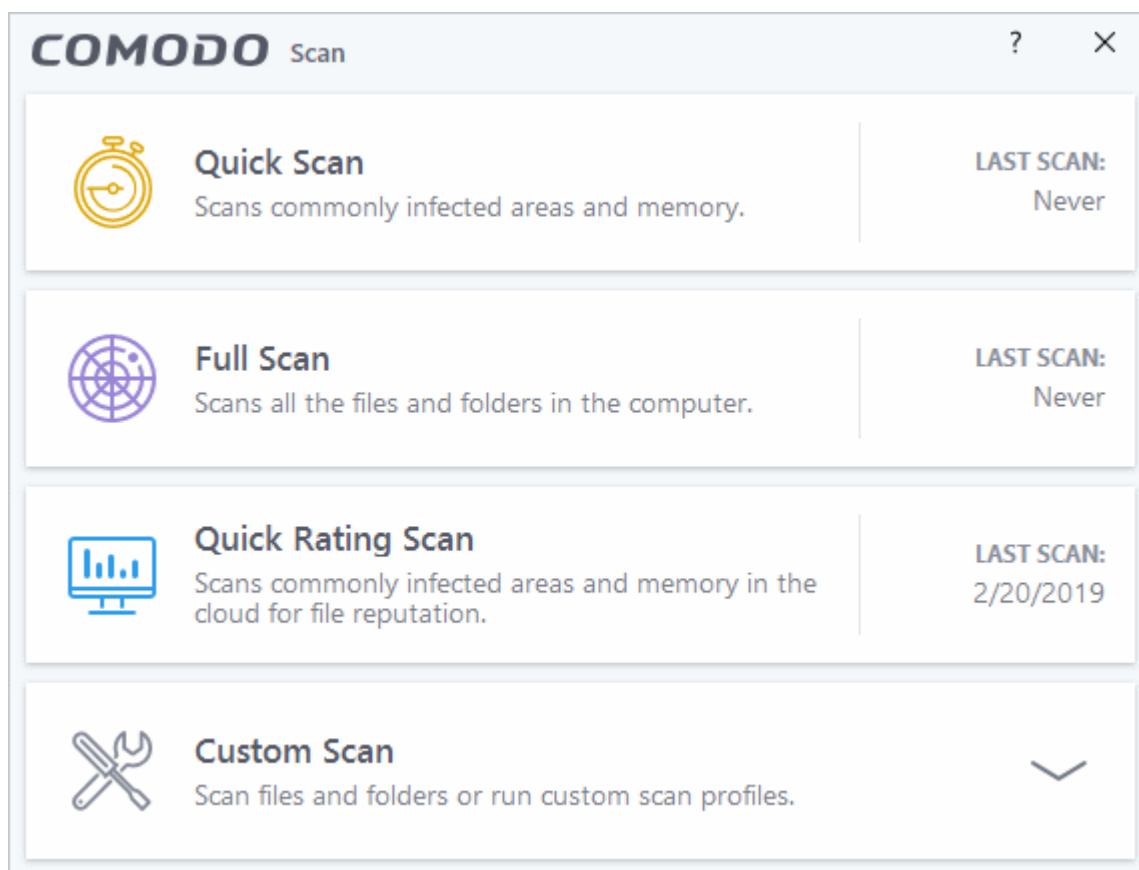 COMODO Scan ?
Quick Scan
Scans commonly infected areas and memory.
LAST SCAN:
Never
Full Scan
Scans all the files and folders in the computer.
LAST SCAN:
Never
Quick Rating Scan
Scans commonly infected areas and memory in the
cloud for file reputation.
LAST SCAN:
2/20/2019
Custom Scan
Scan files and folders or run custom scan profiles.